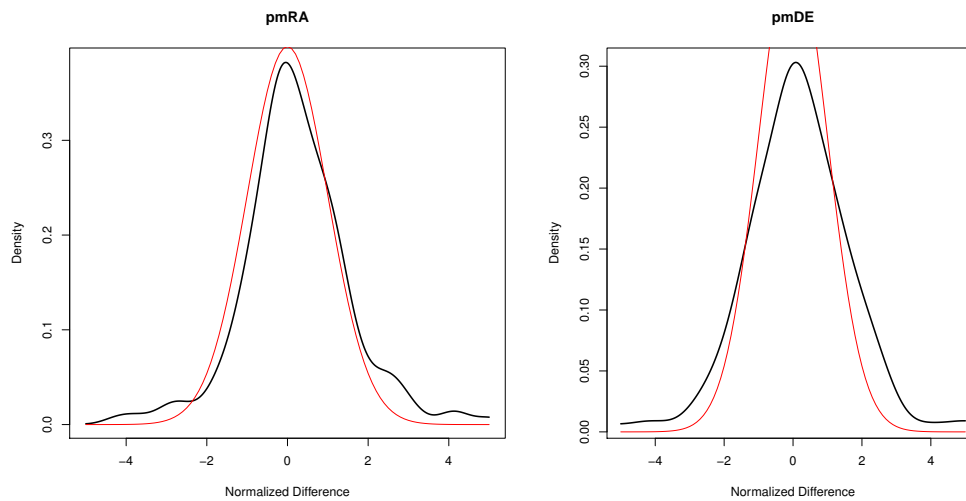 pmRA
Density
0.0 0.1 0.2 0.3
−4 −2 0 2 4
Normalized Difference
pmDE
Density
0.00 0.05 0.10 0.15 0.20 0.25 0.30
−4 −2 0 2 4
Normalized Difference